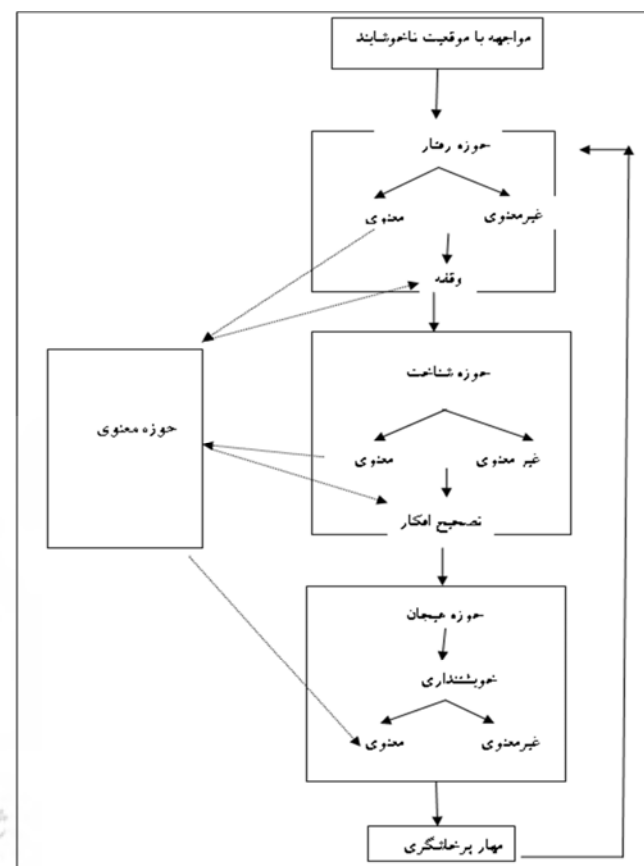 مواجهه با موقعیت ناخوشایند
حوزه رفتار
غیرمعنوی
معنوی
وقفه
حوزه شناخت
غیر معنوی
معنوی
تصحیح افکار
حوزه معنوی
حوزه هیجان
خویشتنداری
غیرمعنوی
معنوی
مهار پرخاشگری